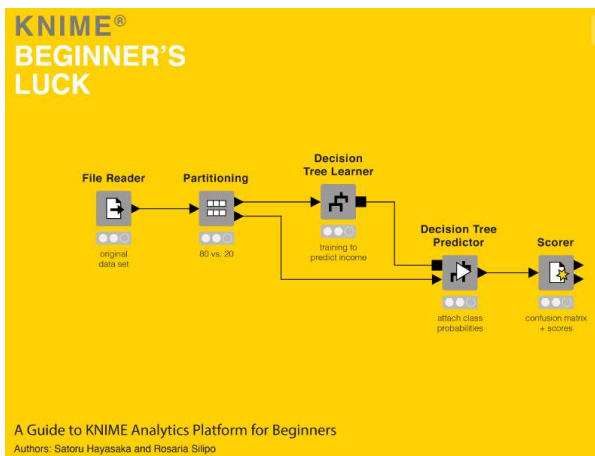 KNIME®
BEGINNER'S
LUCK
Decision
Tree Learner
File Reader
Partitioning
original
data set
80 vs. 20
training to
predict income
Decision Tree
Predictor
Scorer
attach class
probabilities
confusion matrix
+ scores
A Guide to KNIME Analytics Platform for Beginners
Authors: Satoru Hayasaka and Rosaria Silipo